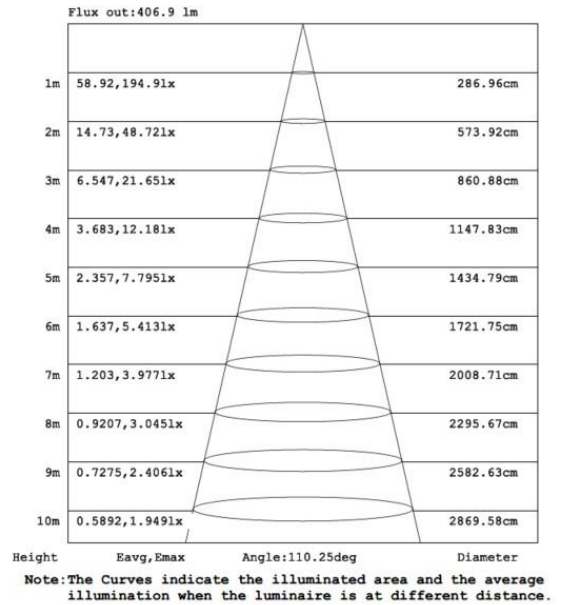 Flux out:406.9 lm
1m 58.92,194.9lx 286.96cm
2m 14.73,48.72lx 573.92cm
3m 6.547,21.65lx 860.88cm
4m 3.683,12.18lx 1147.83cm
5m 2.357,7.795lx 1434.79cm
6m 1.637,5.413lx 1721.75cm
7m 1.203,3.977lx 2008.71cm
8m 0.9207,3.045lx 2295.67cm
9m 0.7275,2.406lx 2582.63cm
10m 0.5892,1.949lx 2869.58cm
Height Eavg,Emax Angle:110.25deg Diameter
Note:The Curves indicate the illuminated area and the average
illumination when the luminaire is at different distance.